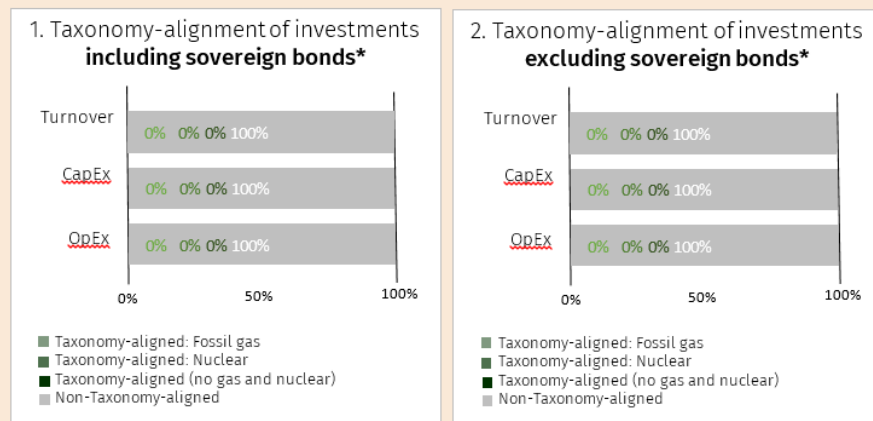 1. Taxonomy-alignment of investments
including sovereign bonds*
Turnover
0% 0% 0% 100%
CapEx
0% 0% 0% 100%
OpEx
0% 0% 0% 100%
0% 50% 100%
Taxonomy-aligned: Fossil gas
Taxonomy-aligned: Nuclear
Taxonomy-aligned (no gas and nuclear)
Non-Taxonomy-aligned
2. Taxonomy-alignment of investments
excluding sovereign bonds*
Turnover
0% 0% 0% 100%
CapEx
0% 0% 0% 100%
OpEx
0% 0% 0% 100%
0% 50% 100%
Taxonomy-aligned: Fossil gas
Taxonomy-aligned: Nuclear
Taxonomy-aligned (no gas and nuclear)
Non-Taxonomy-aligned